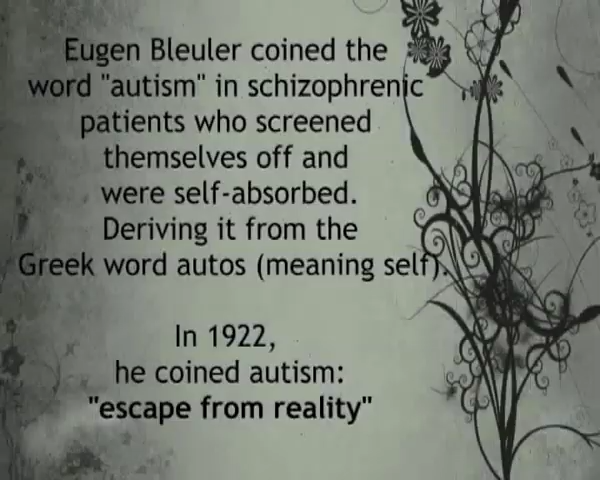 Eugen Bleuler coined the
word "autism" in schizophrenic
patients who screened
themselves off and
were self-absorbed.
Deriving it from the
Greek word autos (meaning self).
In 1922,
he coined autism:
"escape from reality"